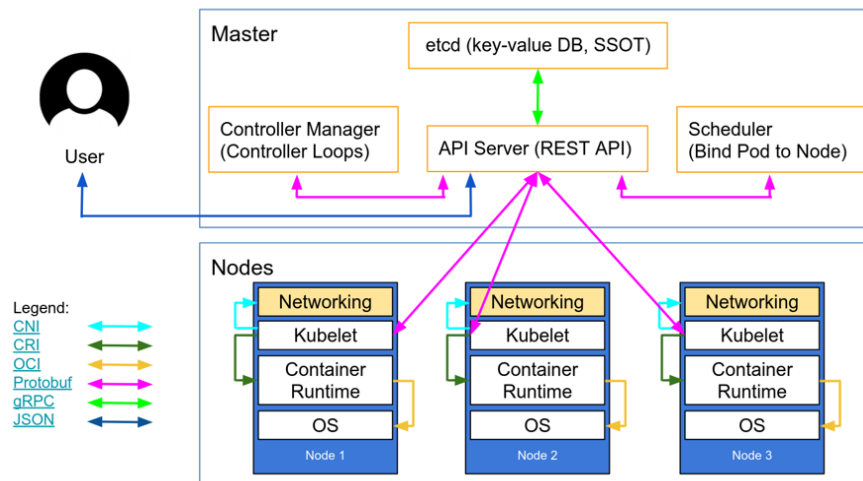 Master
etcd (key-value DB, SSOT)
Controller Manager
(Controller Loops)
API Server (REST API)
Scheduler
(Bind Pod to Node)
User
Nodes
Legend:
CNI
CRI
OCI
Protobuf
gRPC
JSON
Networking
Kubelet
Container
Runtime
OS
Node 1
Networking
Kubelet
Container
Runtime
OS
Node 2
Networking
Kubelet
Container
Runtime
OS
Node 3